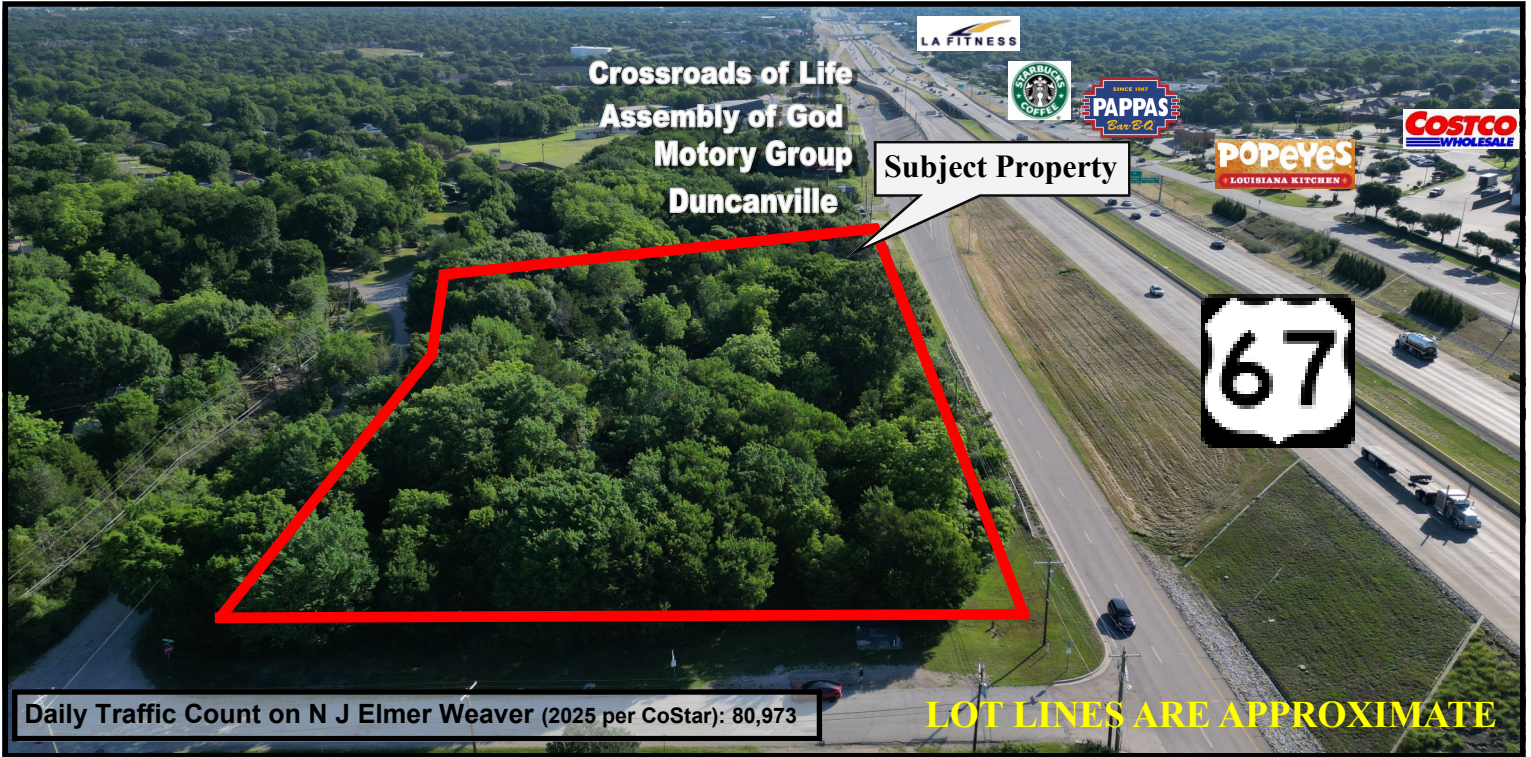 LA FITNESS
Crossroads of Life
Assembly of God
Motory Group
Duncanville
STARBUCKS
COFFEE
SINCE 1967
PAPPAS
Bar-B-Q
COSTCO
WHOLESALE
POPEYES
LOUISIANA KITCHEN
Subject Property
67
Daily Traffic Count on N J Elmer Weaver (2025 per CoStar): 80,973
LOT LINES ARE APPROXIMATE